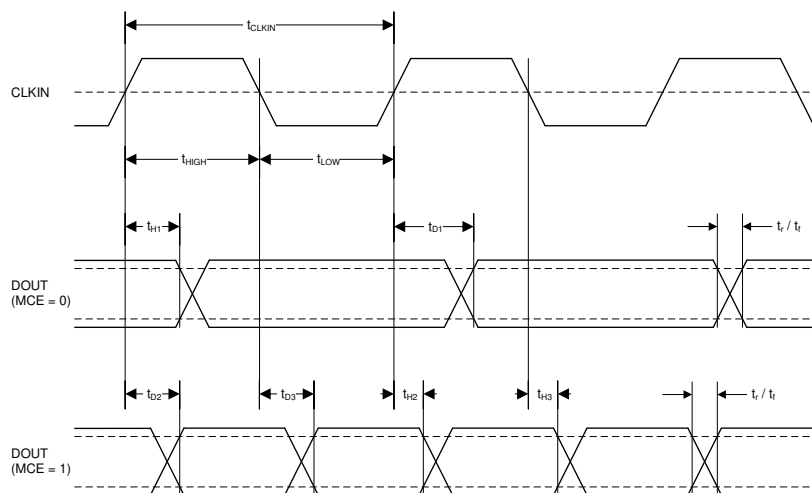 tCLKIN
CLKIN
tHIGH
tLOW
tH1
tD1
tr / tf
DOUT
(MCE = 0)
tD2
tD3
tH2
tH3
tr / tf
DOUT
(MCE = 1)